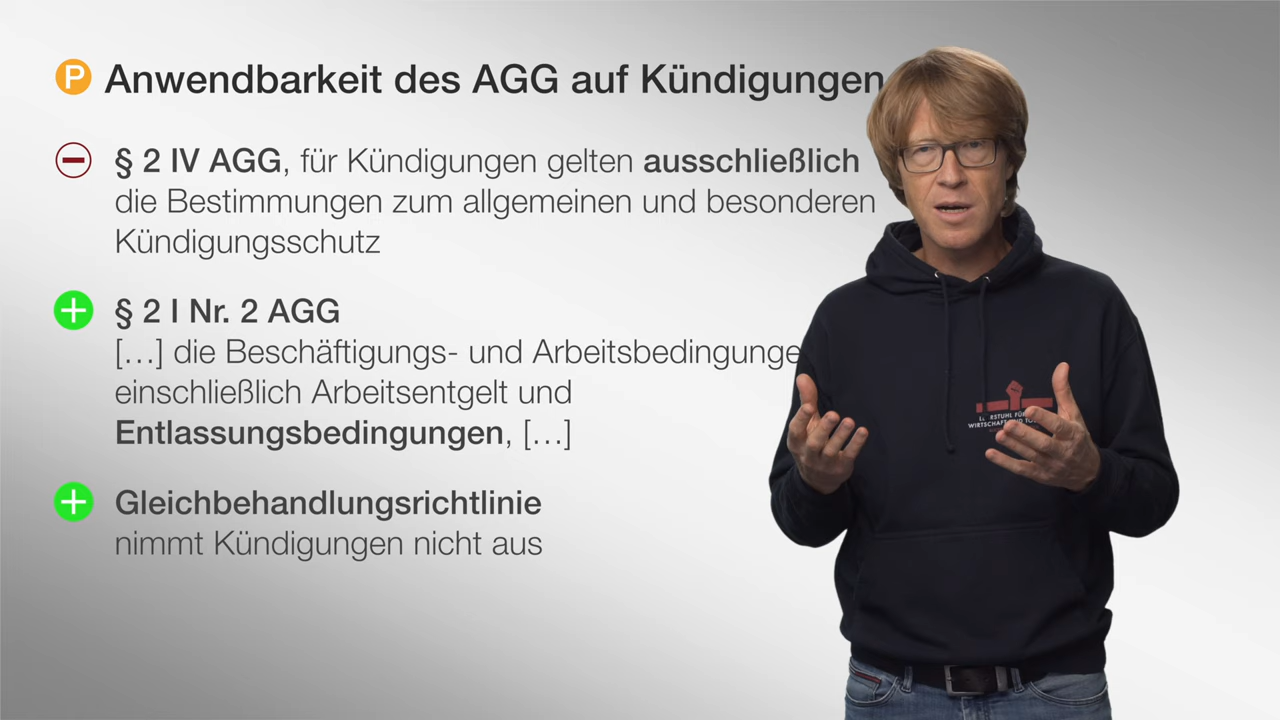 P Anwendbarkeit des AGG auf Kündigungen
§ 2 IV AGG, für Kündigungen gelten ausschließlich
die Bestimmungen zum allgemeinen und besonderen
Kündigungsschutz
§ 2 I Nr. 2 AGG
[…] die Beschäftigungs- und
einschließlich Arbeitsentgelt und
Entlassungsbedingungen, […]
Gleichbehandlungsrichtlinie
nimmt Kündigungen nicht aus